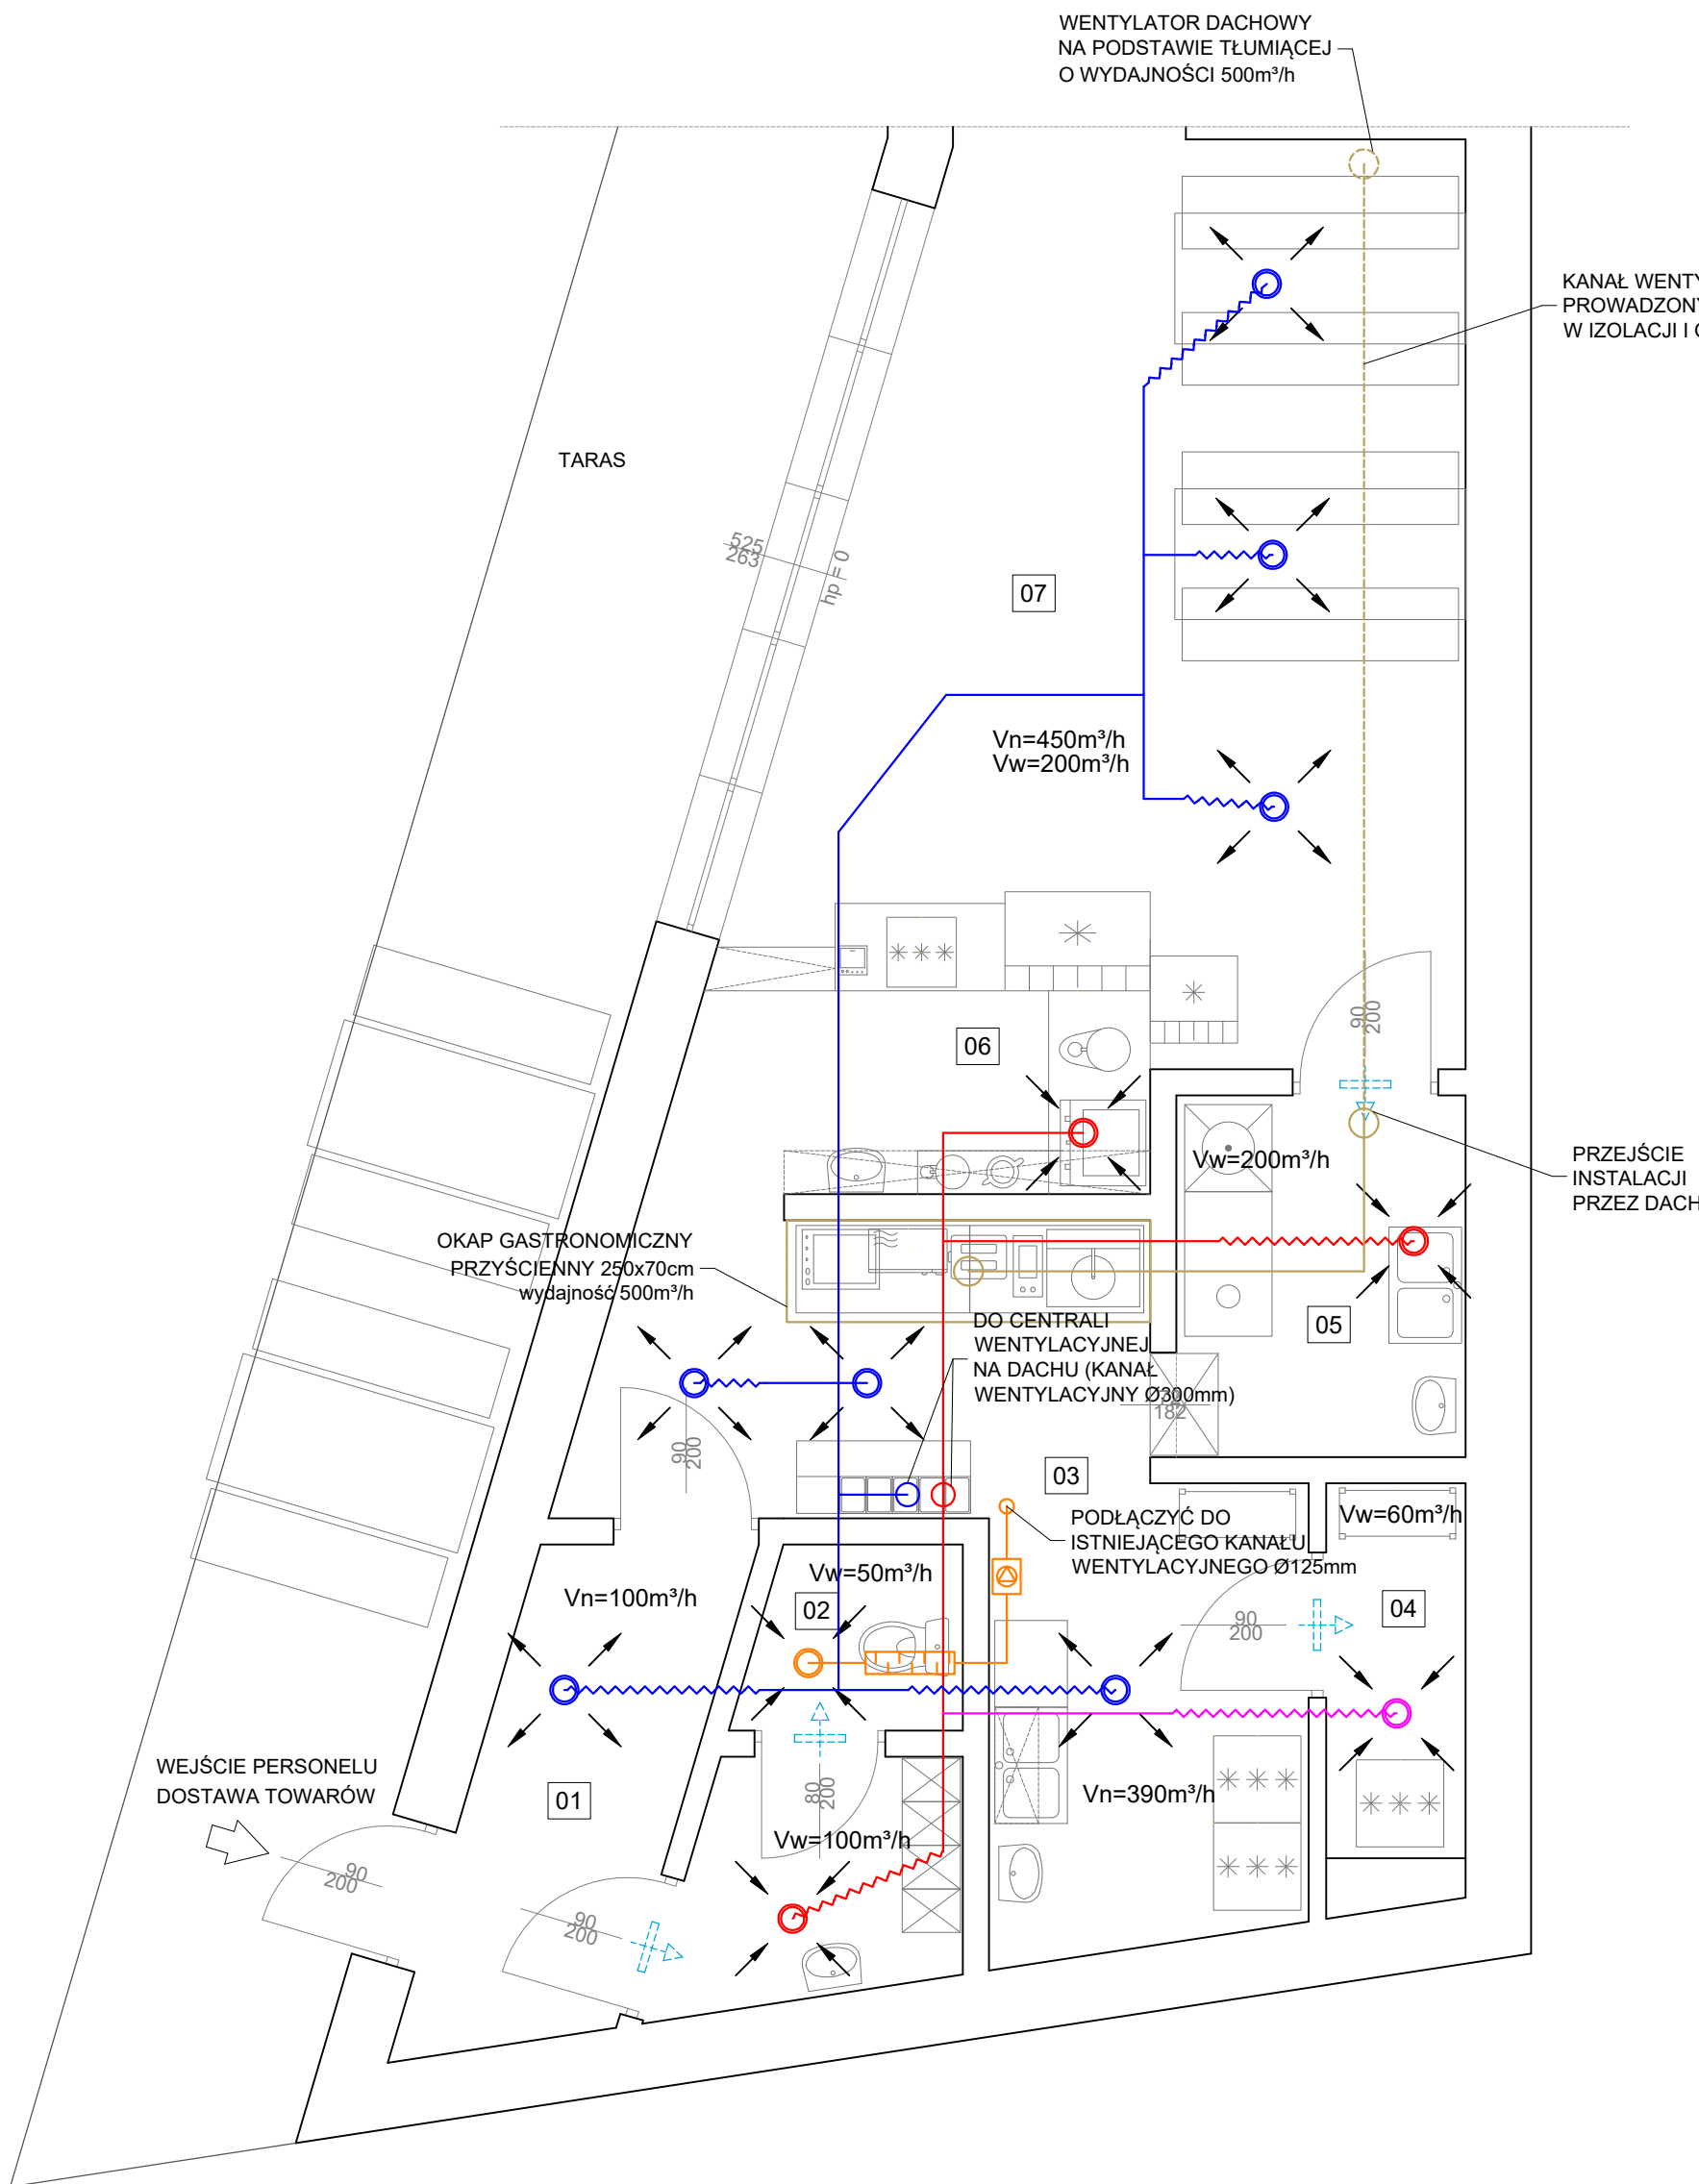 WENTYLATOR DACHOWY
NA PODSTAWIE TŁUMIĄCEJ
O WYDAJNOŚCI 500m³/h
KANAŁ WENTY
PROWADZONY
W IZOLACJI I
TARAS
525
263
hp = 0
07
Vn=450m³/h
Vw=200m³/h
90
200
06
Vw=200m³/h
PRZEJŚCIE
INSTALACJI
PRZEZ DACH
OKAP GASTRONOMICZNY
PRZYŚCIENNY 250x70cm
wydajność 500m³/h
05
DO CENTRALI
WENTYLACYJNEJ
NA DACHU (KANAŁ
WENTYLACYJNY Ø300mm)
182
90
200
03
PODŁĄCZYĆ DO
ISTNIEJĄCEGO KANAŁU
WENTYLACYJNEGO Ø125mm
Vw=60m³/h
Vw=50m³/h
Vn=100m³/h
02
04
90
200
WEJŚCIE PERSONELU
DOSTAWA TOWARÓW
01
80
200
Vn=390m³/h
Vw=100m³/h
90
200
90
200